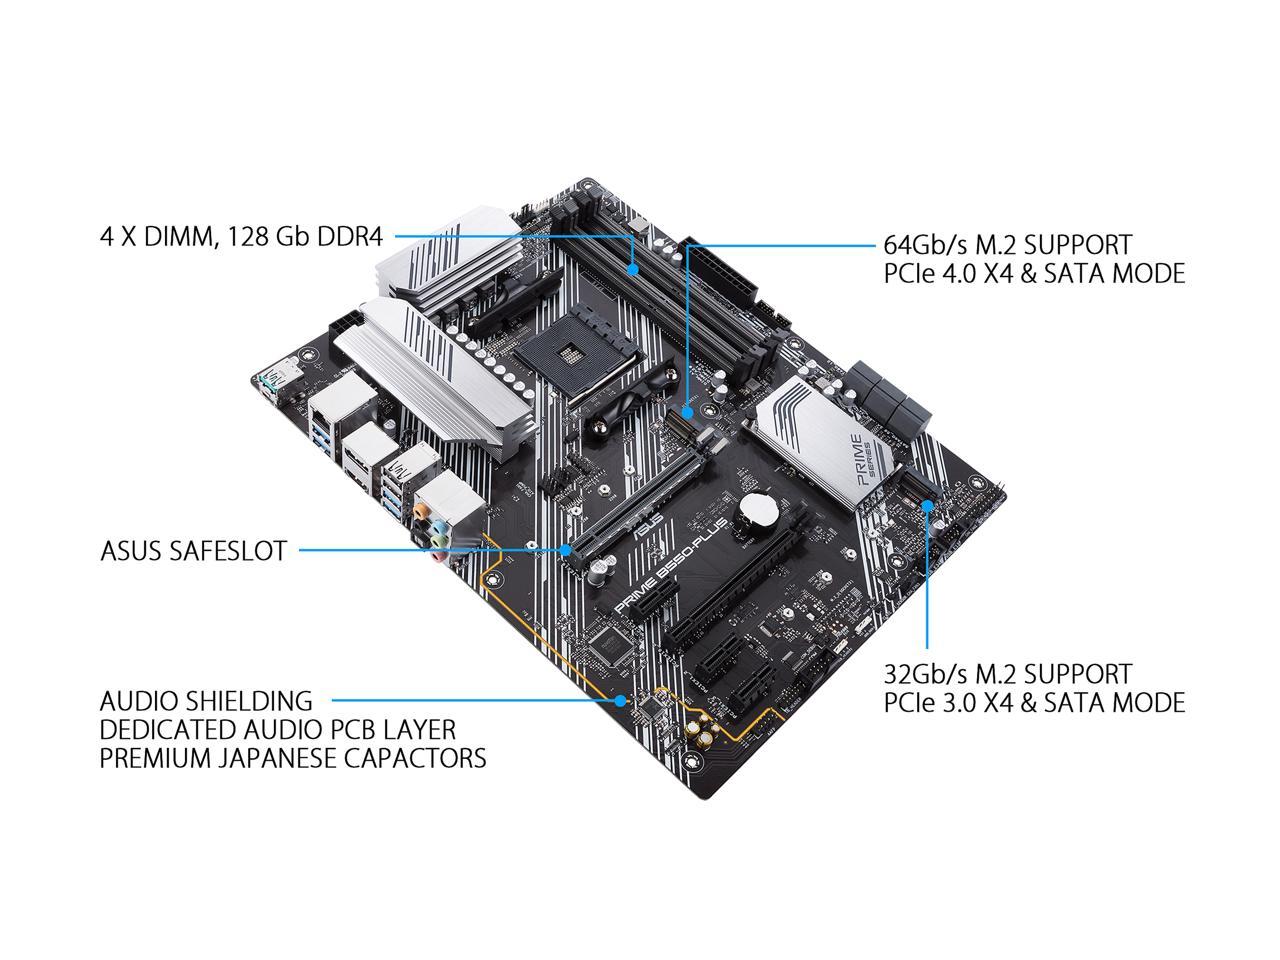 4 X DIMM, 128 Gb DDR4
64Gb/s M.2 SUPPORT
PCIe 4.0 X4 & SATA MODE
PRIME
SERIES
ASUS
PRIME B550-PLUS
ASUS SAFESLOT
32Gb/s M.2 SUPPORT
PCIe 3.0 X4 & SATA MODE
AUDIO SHIELDING
DEDICATED AUDIO PCB LAYER
PREMIUM JAPANESE CAPACTORS